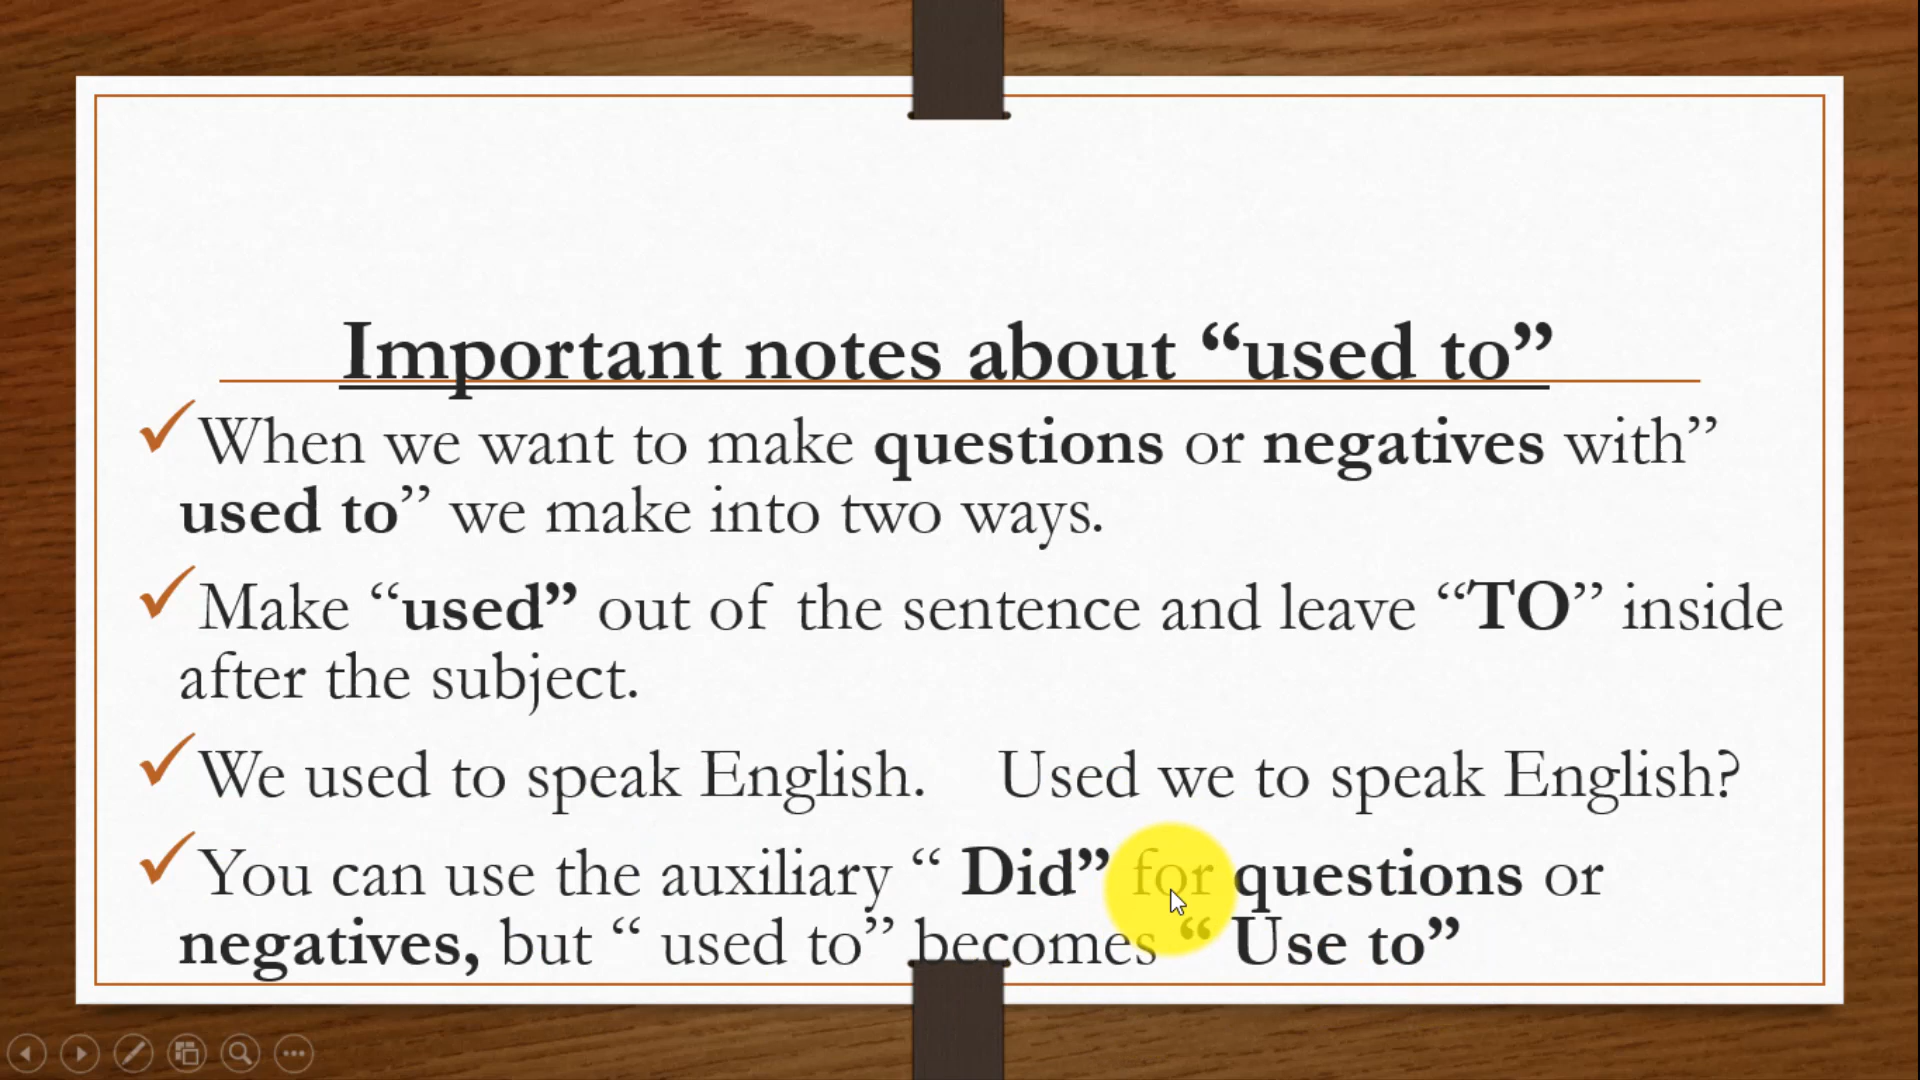 Important notes about “used to”
When we want to make questions or negatives with”
used to” we make into two ways.
Make “used” out of the sentence and leave “TO” inside
after the subject.
We used to speak English. Used we to speak English?
You can use the auxiliary “ Did” for questions or
negatives, but “ used to” becomes “ Use to”